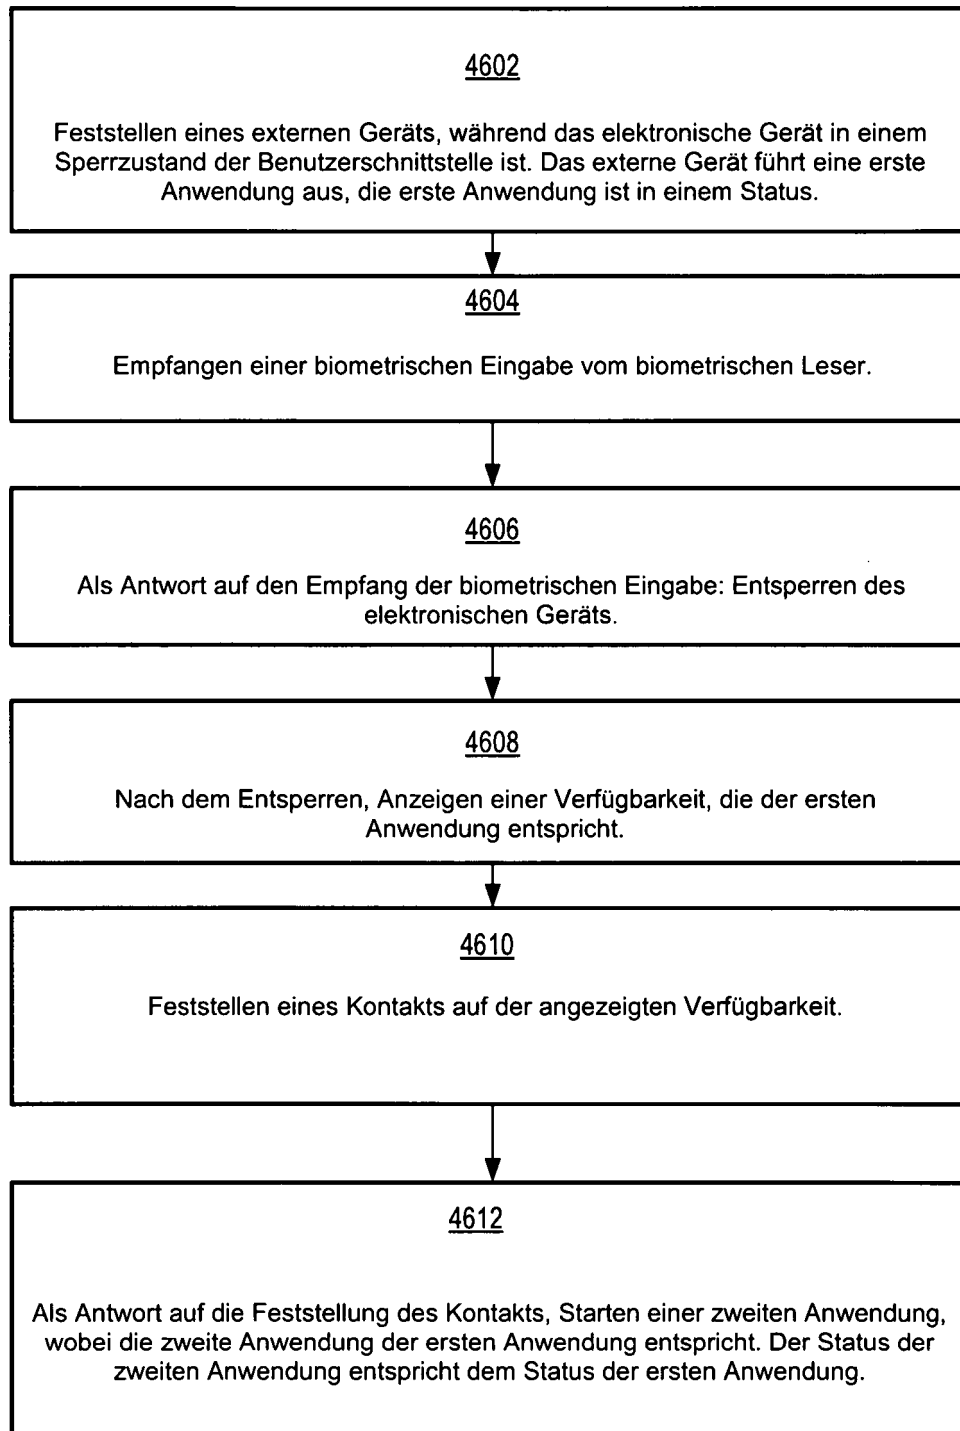 4602
Feststellen eines externen Geräts, während das elektronische Gerät in einem
Sperrzustand der Benutzerschnittstelle ist. Das externe Gerät führt eine erste
Anwendung aus, die erste Anwendung ist in einem Status.
4604
Empfangen einer biometrischen Eingabe vom biometrischen Leser.
4606
Als Antwort auf den Empfang der biometrischen Eingabe: Entsperren des
elektronischen Geräts.
4608
Nach dem Entsperren, Anzeigen einer Verfügbarkeit, die der ersten
Anwendung entspricht.
4610
Feststellen eines Kontakts auf der angezeigten Verfügbarkeit.
4612
Als Antwort auf die Feststellung des Kontakts, Starten einer zweiten Anwendung,
wobei die zweite Anwendung der ersten Anwendung entspricht. Der Status der
zweiten Anwendung entspricht dem Status der ersten Anwendung.